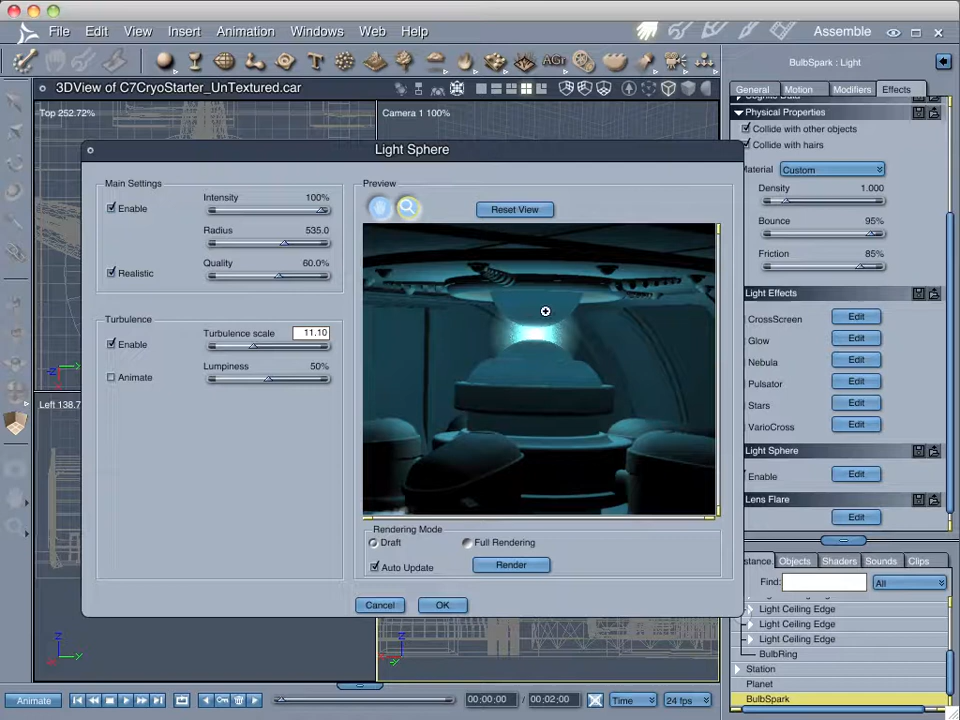 File Edit View Insert Animation Windows Web Help Assemble
BulbSpark: Light
3DView of C7CryoStarter_UnTextured.car
General Motion Modifiers Effects
Top 252.72%
Camera 1 100%
Physical Properties
Collide with other objects
Collide with hairs
Material Custom
Density 1.000
Bounce 95%
Friction 85%
Light Effects
CrossScreen Edit
Glow Edit
Nebula Edit
Pulsator Edit
Stars Edit
VarioCross Edit
Light Sphere
Enable Edit
Lens Flare
Edit
Light Sphere
Main Settings
Enable
Intensity 100%
Radius 535.0
Realistic
Quality 60.0%
Turbulence
Enable
Turbulence scale 11.10
Animate
Lumpiness 50%
Preview
Reset View
Rendering Mode
Draft Full Rendering
Auto Update Render
Cancel OK
Left 138.7
stance Objects Shaders Sounds Clips
Find: All
Light Ceiling Edge
Light Ceiling Edge
Light Ceiling Edge
BulbRing
Station
Planet
BulbSpark
Animate 00:00:00 00:02:00 Time 24 fps